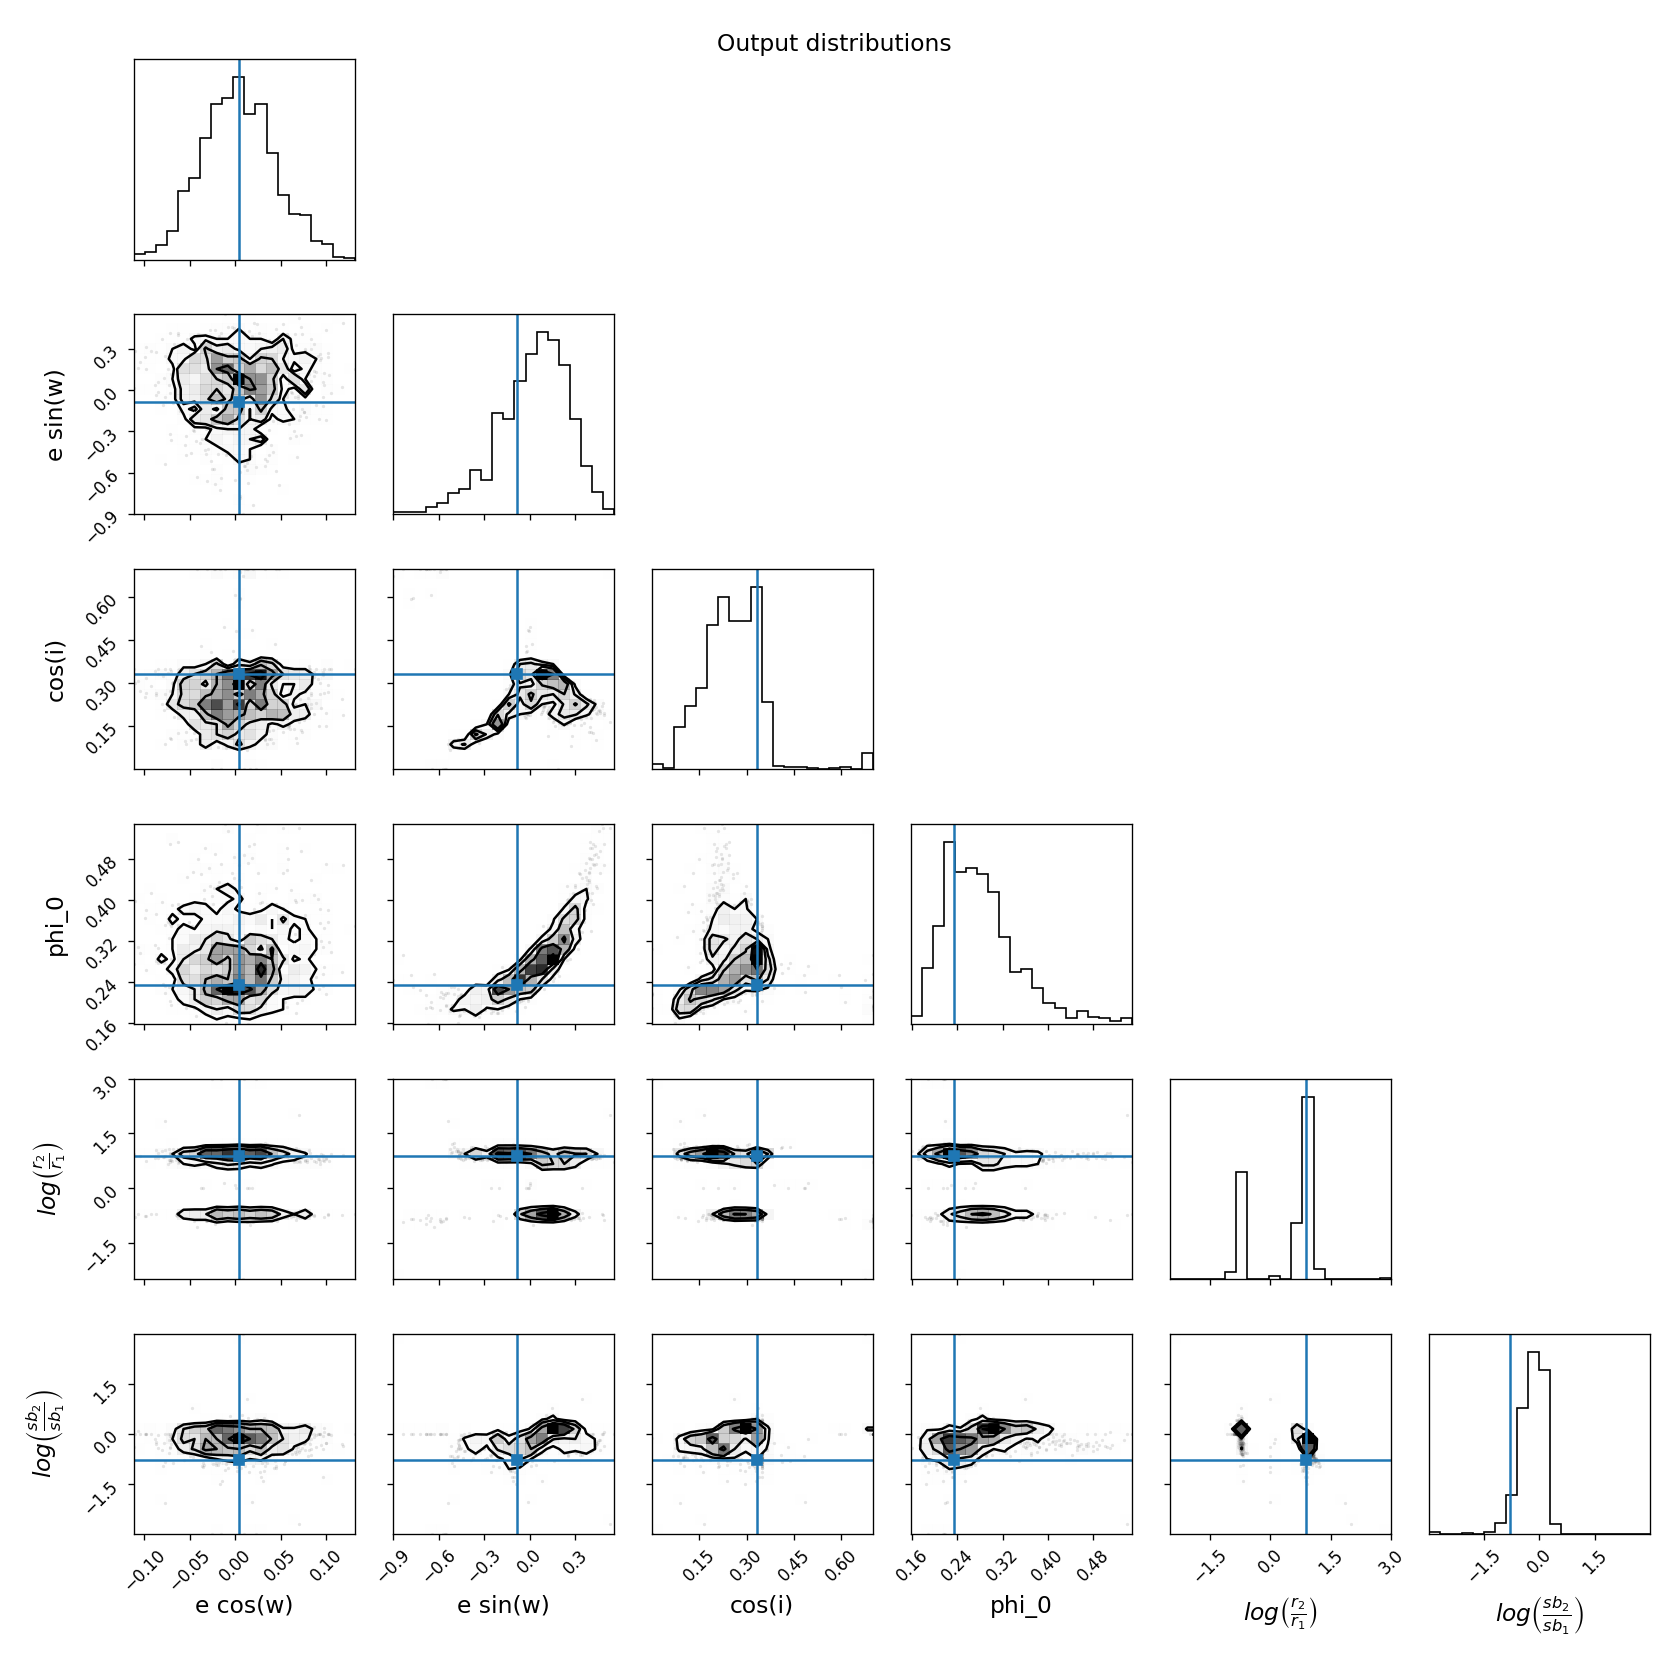 Output distributions
0.3
0.0
−0.3
−0.6
−0.9
e sin(w)
0.60
0.45
0.30
0.15
cos(i)
0.48
0.40
0.32
0.24
0.16
phi_0
3.0
1.5
0.0
−1.5
log(r₂/r₁)
1.5
0.0
−1.5
log(sb₂/sb₁)
−0.10 −0.05 0.00 0.05 0.10 −0.9 −0.6 −0.3 0.0 0.3 0.15 0.30 0.45 0.60 0.16 0.24 0.32 0.40 0.48 −1.5 0.0 1.5 3.0 −1.5 0.0 1.5
e cos(w) e sin(w) cos(i) phi_0 log(r₂/r₁) log(sb₂/sb₁)